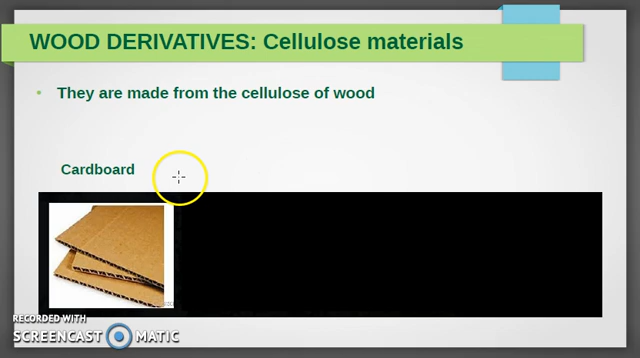 WOOD DERIVATIVES: Cellulose materials
They are made from the cellulose of wood
Cardboard
RECORDED WITH
SCREENCAST MATIC